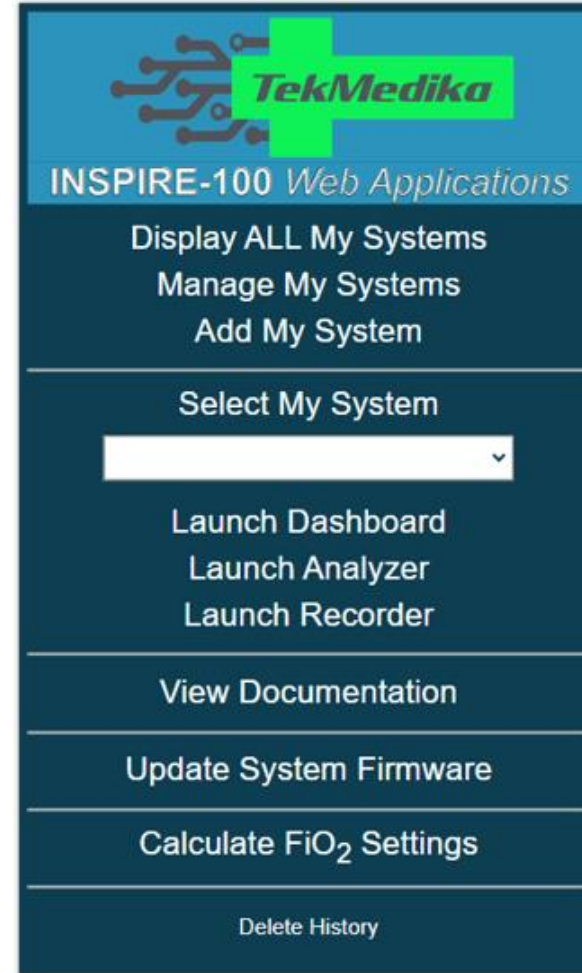 TekMedika
INSPIRE-100 Web Applications
Display ALL My Systems
Manage My Systems
Add My System
Select My System
Launch Dashboard
Launch Analyzer
Launch Recorder
View Documentation
Update System Firmware
Calculate FiO₂ Settings
Delete History